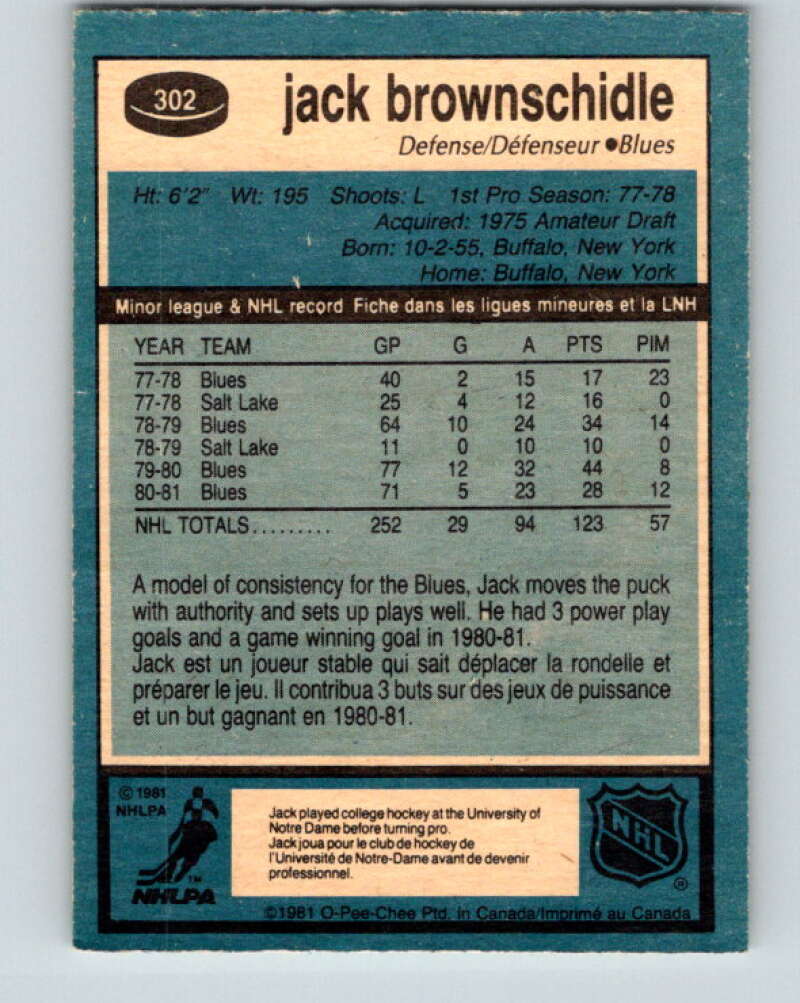 302
jack brownschidle
Defense/Défenseur ●Blues
Ht: 6'2" Wt: 195 Shoots: L 1st Pro Season: 77-78
Acquired: 1975 Amateur Draft
Born: 10-2-55, Buffalo, New York
Home: Buffalo, New York
Minor league & NHL record Fiche dans les ligues mineures et la LNH
YEAR TEAM GP G A PTS PIM
77-78 Blues 40 2 15 17 23
77-78 Salt Lake 25 4 12 16 0
78-79 Blues 64 10 24 34 14
78-79 Salt Lake 11 0 10 10 0
79-80 Blues 77 12 32 44 8
80-81 Blues 71 5 23 28 12
NHL TOTALS......... 252 29 94 123 57
A model of consistency for the Blues, Jack moves the puck
with authority and sets up plays well. He had 3 power play
goals and a game winning goal in 1980-81.
Jack est un joueur stable qui sait déplacer la rondelle et
préparer le jeu. Il contribua 3 buts sur des jeux de puissance
et un but gagnant en 1980-81.
© 1981
NHLPA
TM
NHLPA
Jack played college hockey at the University of
Notre Dame before turning pro.
Jack joua pour le club de hockey de
l'Université de Notre-Dame avant de devenir
professionnel.
NHL
®
©1981 O-Pee-Chee Ptd. in Canada/Imprimé au Canada